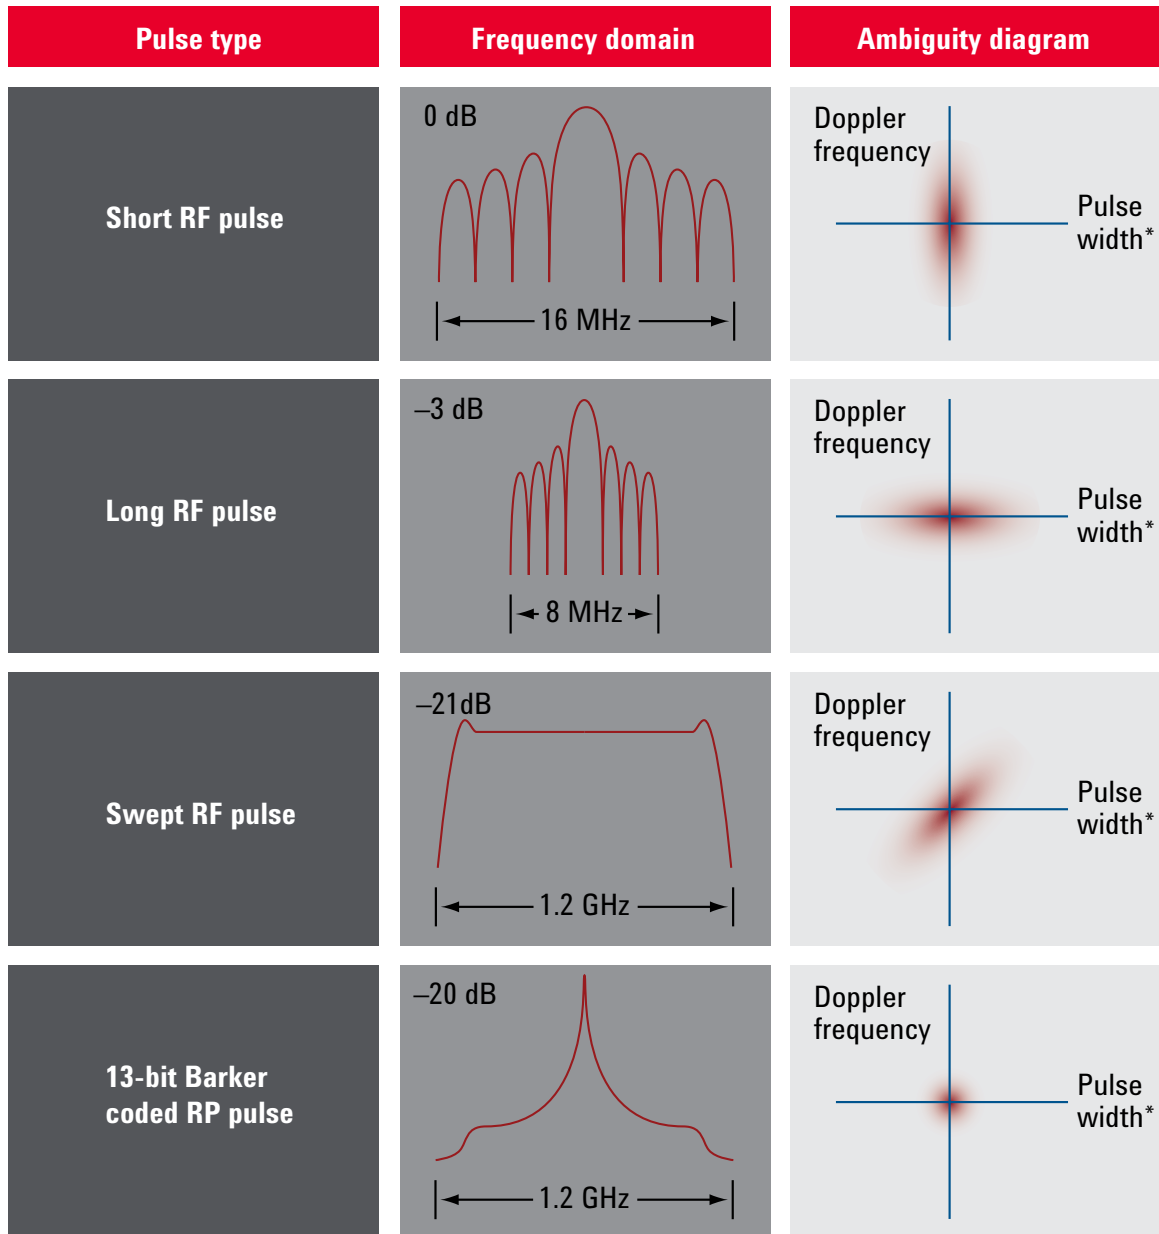 Pulse type
Frequency domain
Ambiguity diagram
Short RF pulse
0 dB
16 MHz
Doppler
frequency
Pulse
width*
Long RF pulse
–3 dB
8 MHz
Doppler
frequency
Pulse
width*
Swept RF pulse
–21dB
1.2 GHz
Doppler
frequency
Pulse
width*
13-bit Barker
coded RP pulse
–20 dB
1.2 GHz
Doppler
frequency
Pulse
width*